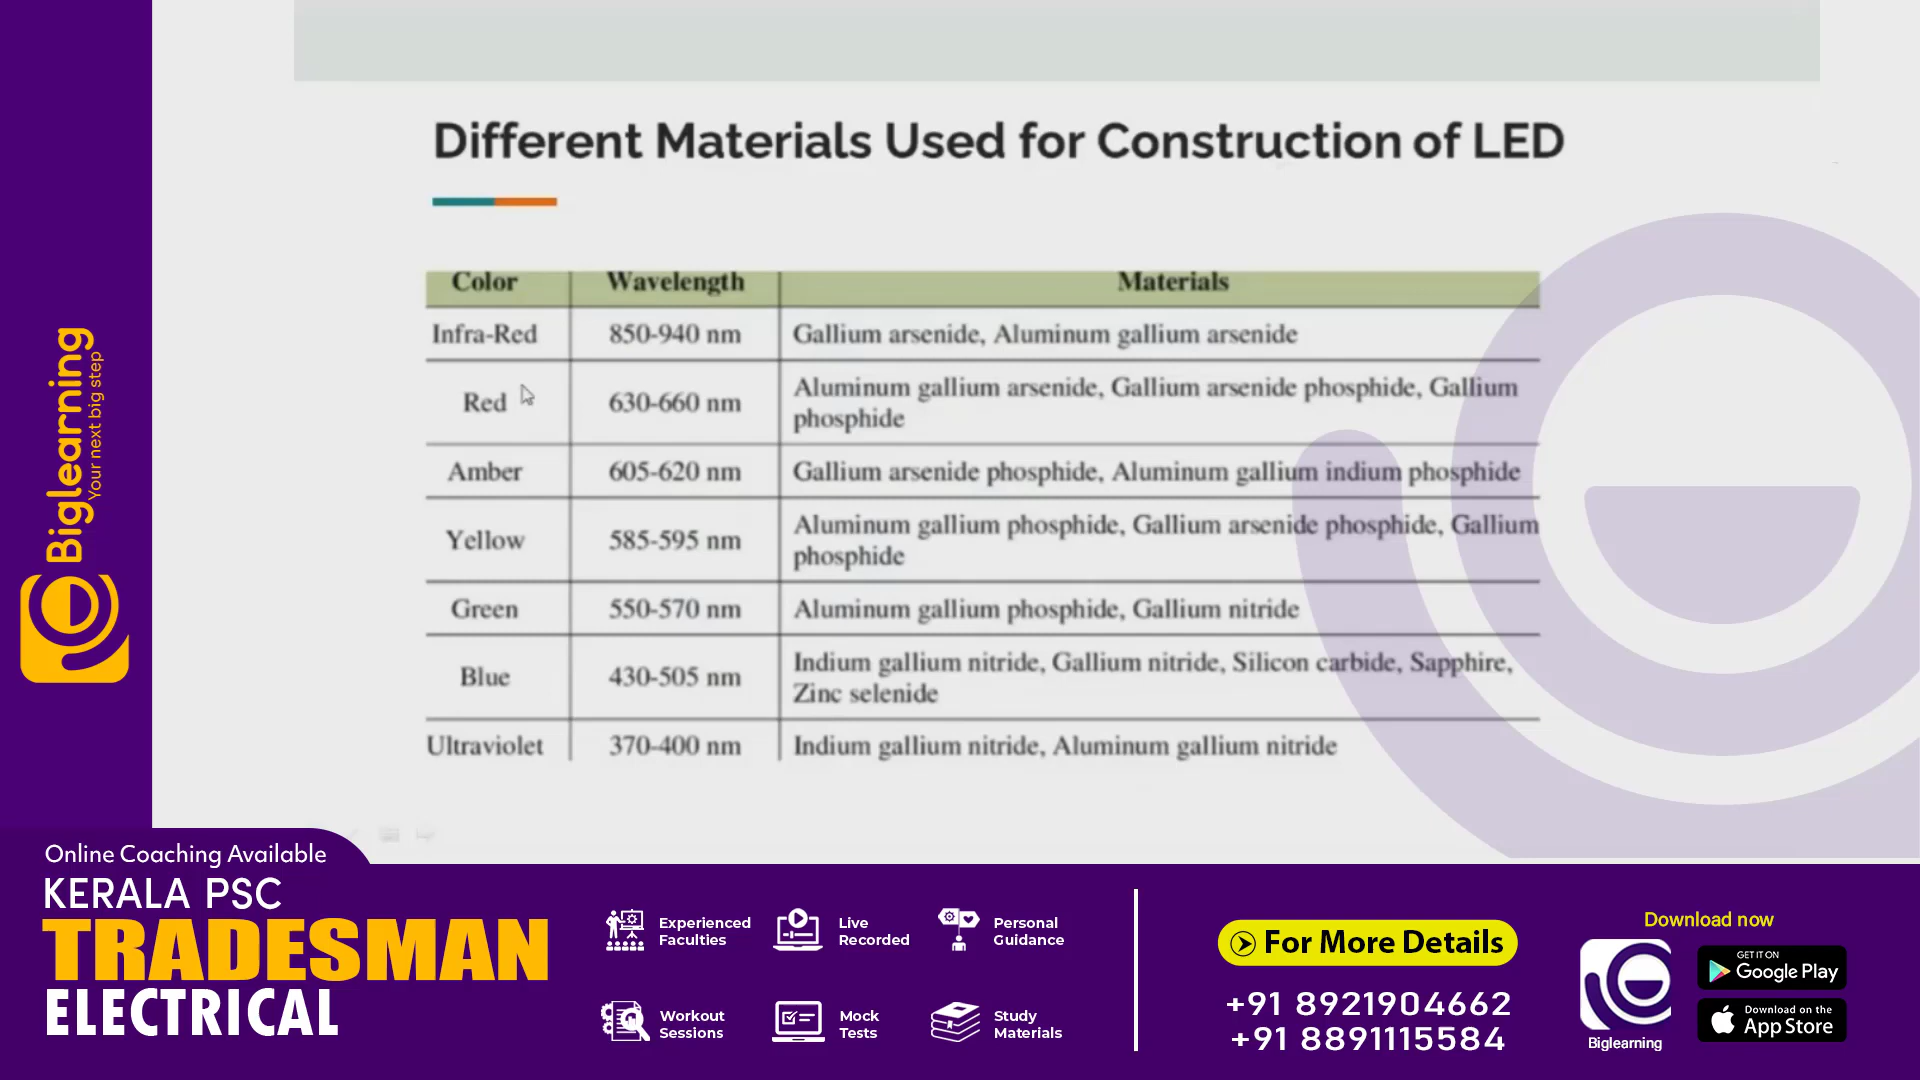 Different Materials Used for Construction of LED
Color Wavelength Materials
Infra-Red 850-940 nm Gallium arsenide, Aluminum gallium arsenide
Red 630-660 nm Aluminum gallium arsenide, Gallium arsenide phosphide, Gallium
phosphide
Amber 605-620 nm Gallium arsenide phosphide, Aluminum gallium indium phosphide
Yellow 585-595 nm Aluminum gallium phosphide, Gallium arsenide phosphide, Gallium
phosphide
Green 550-570 nm Aluminum gallium phosphide, Gallium nitride
Blue 430-505 nm Indium gallium nitride, Gallium nitride, Silicon carbide, Sapphire,
Zinc selenide
Ultraviolet 370-400 nm Indium gallium nitride, Aluminum gallium nitride
Biglearning
Your next big step
Online Coaching Available
KERALA PSC
TRADESMAN
ELECTRICAL
Experienced
Faculties
Live
Recorded
Personal
Guidance
Workout
Sessions
Mock
Tests
Study
Materials
For More Details
+91 8921904662
+91 8891115584
Download now
Biglearning
GET IT ON
Google Play
Download on the
App Store